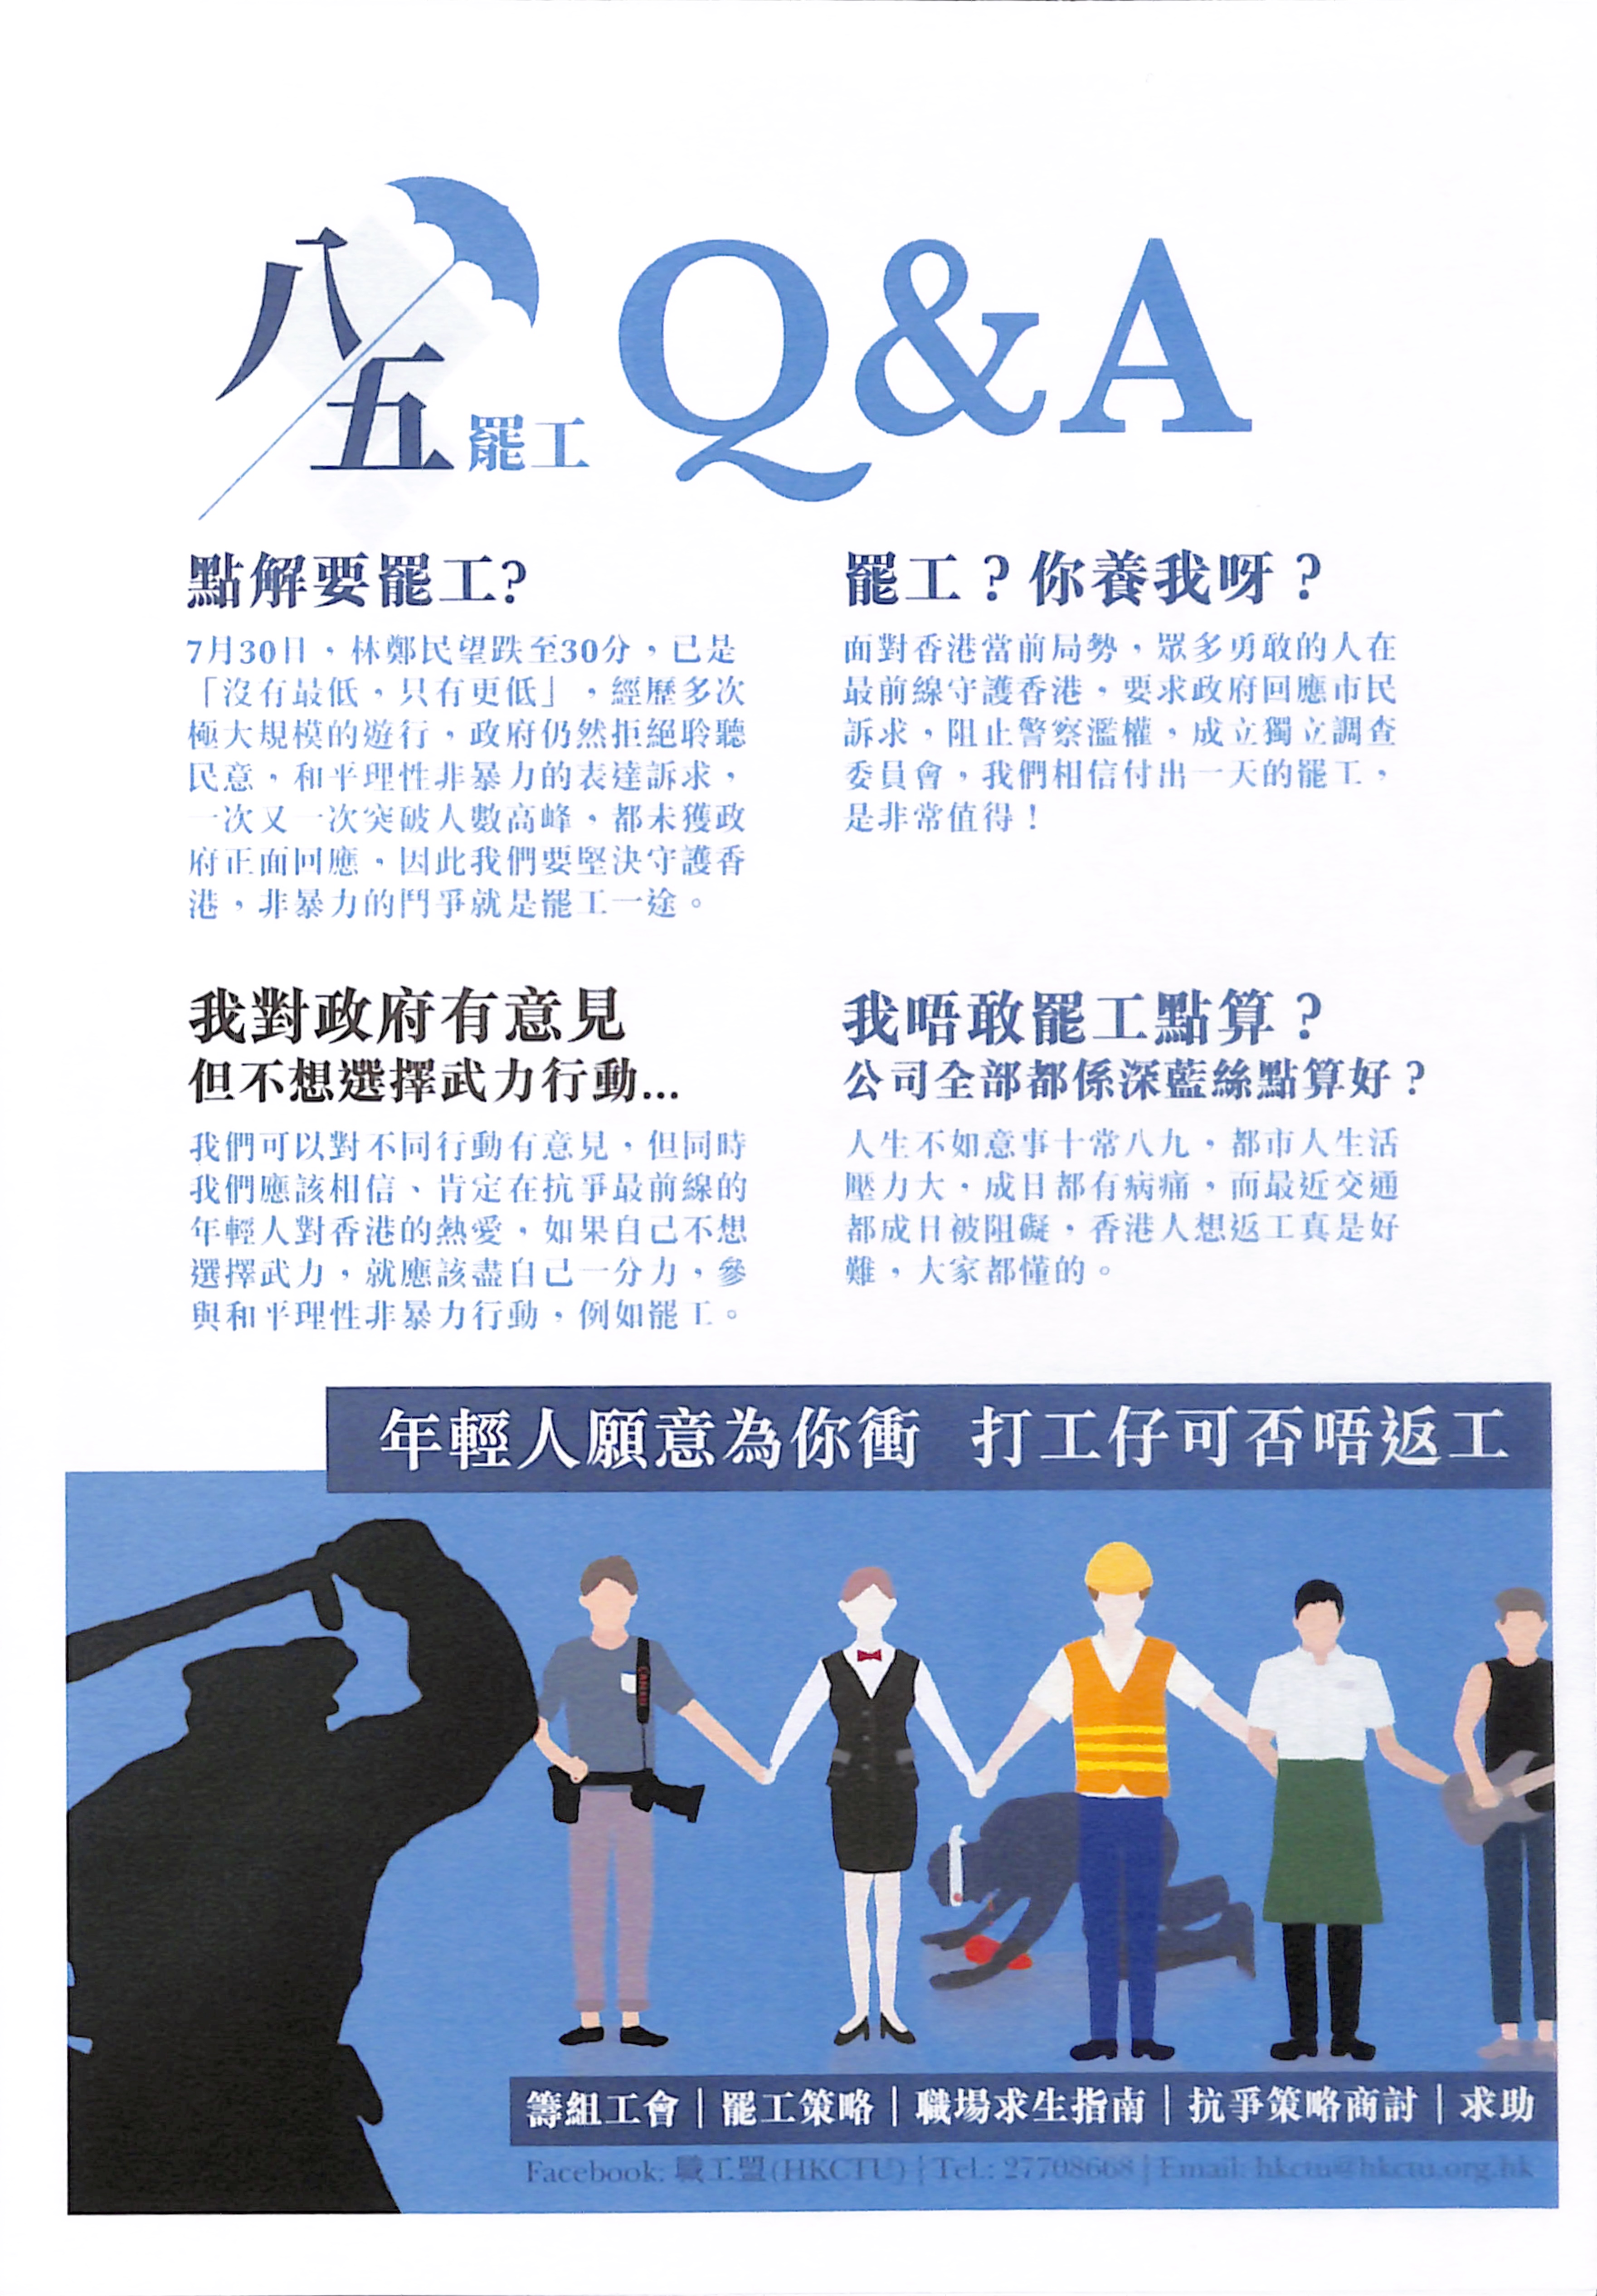 八
五
罷工
Q&A
點解要罷工?
7月30日，林鄭民望跌至30分，已是
「沒有最低，只有更低」，經歷多次
極大規模的遊行，政府仍然拒絕聆聽
民意，和平理性非暴力的表達訴求，
一次又一次突破人數高峰，都未獲政
府正面回應，因此我們要堅決守護香
港，非暴力的鬥爭就是罷工一途。
罷工？你養我呀？
面對香港當前局勢，眾多勇敢的人在
最前線守護香港，要求政府回應市民
訴求，阻止警察濫權，成立獨立調查
委員會，我們相信付出一天的罷工，
是非常值得！
我對政府有意見
但不想選擇武力行動...
我們可以對不同行動有意見，但同時
我們應該相信、肯定在抗爭最前線的
年輕人對香港的熱愛，如果自己不想
選擇武力，就應該盡自己一分力，參
與和平理性非暴力行動，例如罷工。
我唔敢罷工點算？
公司全部都係深藍絲點算好？
人生不如意事十常八九，都市人生活
壓力大，成日都有病痛，而最近交通
都成日被阻礙，香港人想返工真是好
難，大家都懂的。
年輕人願意為你衝 打工仔可否唔返工
籌組工會｜罷工策略｜職場求生指南｜抗爭策略商討｜求助
Facebook: 職工盟(HKCTU) | Tel.: 27708668 | Email: hkctu@hkctu.org.hk